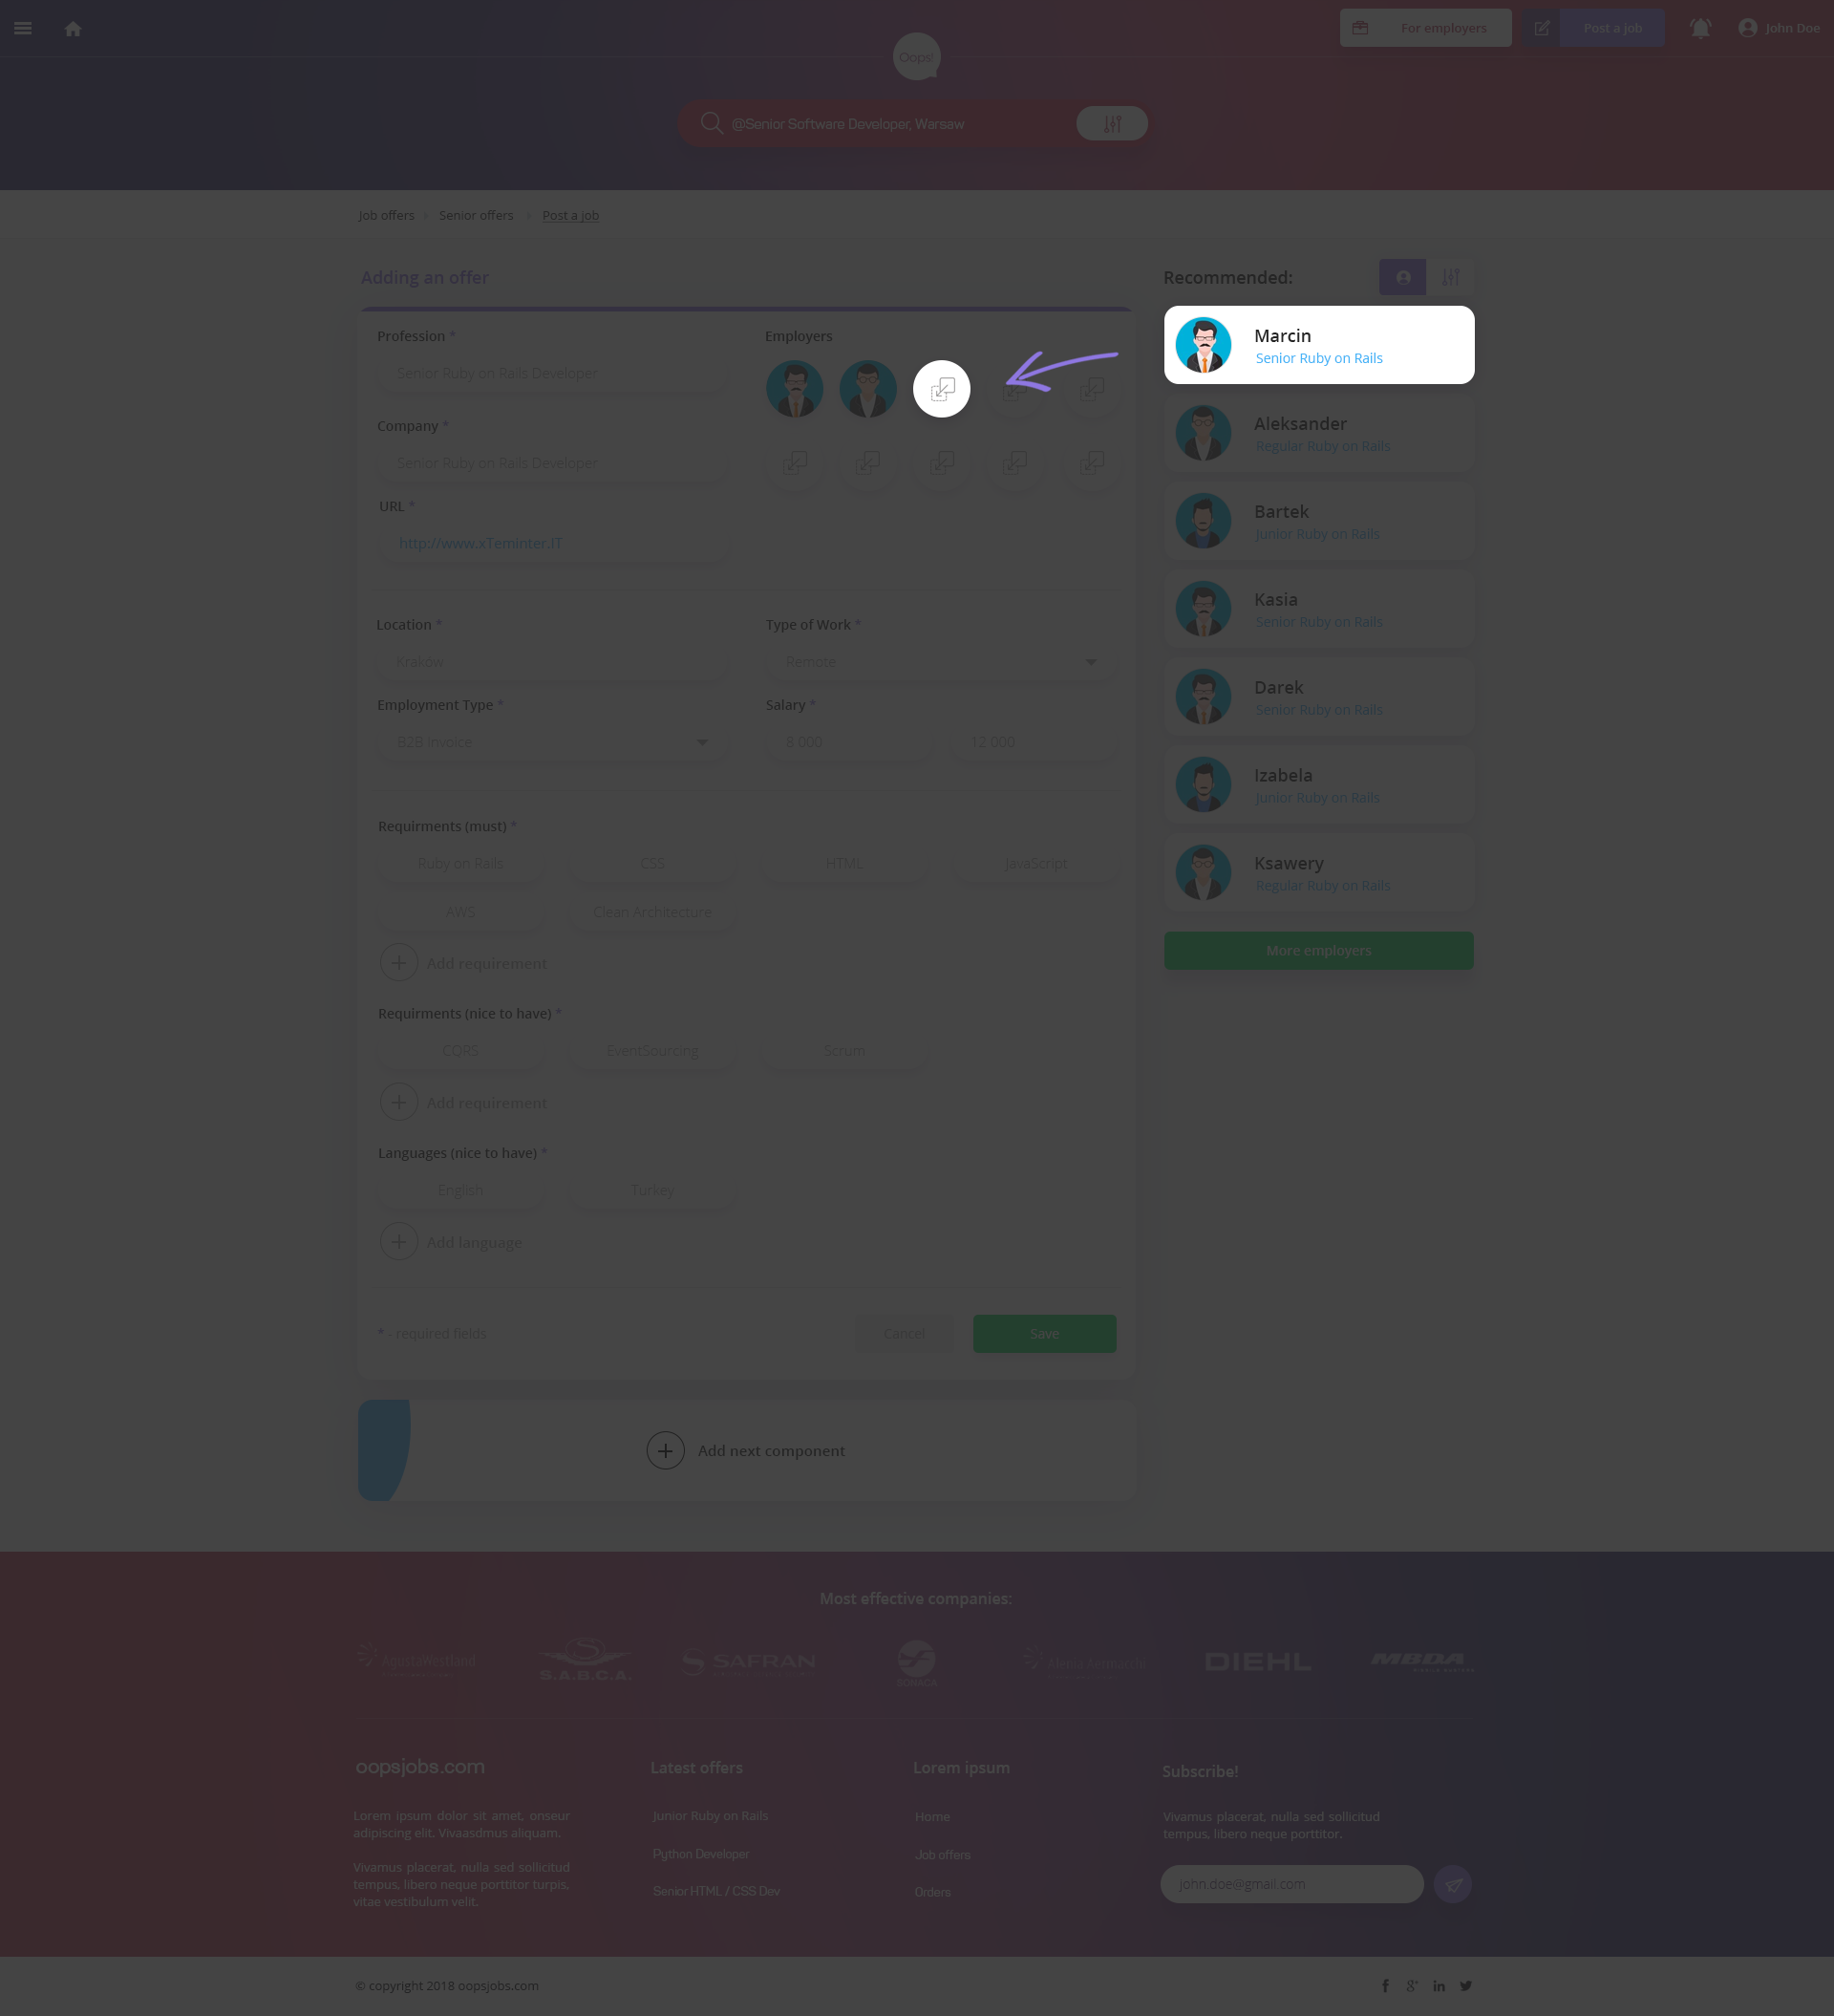 For employers
Post a job
John Doe
Oops!
@Senior Software Developer, Warsaw
Job offers
Senior offers
Post a job
Adding an offer
Recommended:
Profession *
Senior Ruby on Rails Developer
Employers
Company *
Senior Ruby on Rails Developer
URL *
http://www.xTeminter.IT
Location *
Kraków
Type of Work *
Remote
Employment Type *
B2B invoice
Salary *
8 000
12 000
Requirments (must) *
Ruby on Rails
CSS
HTML
JavaScript
AWS
Clean Architecture
Add requirement
Requirments (nice to have) *
CQRS
EventSourcing
Scrum
Add requirement
Languages (nice to have) *
English
Turkey
Add language
* - required fields
Cancel
Save
Add next component
Marcin
Senior Ruby on Rails
Aleksander
Regular Ruby on Rails
Bartek
Junior Ruby on Rails
Kasia
Senior Ruby on Rails
Darek
Senior Ruby on Rails
Izabela
Junior Ruby on Rails
Ksawery
Regular Ruby on Rails
More employers
Most effective companies:
AgustaWestland
S.A.B.C.A.
SAFRAN
SONACA
Alenia Aermacchi
DIEHL
MBDA
oopsjobs.com
Lorem ipsum dolor sit amet, onseur
adipiscing elit. Vivaasdmus aliquam.
Vivamus placerat, nulla sed sollicitud
tempus, libero neque porttitor turpis,
vitae vestibulum velit.
Latest offers
Junior Ruby on Rails
Python Developer
Senior HTML / CSS Dev
Lorem ipsum
Home
Job offers
Orders
Subscribe!
Vivamus placerat, nulla sed sollicitud
tempus, libero neque porttitor.
john.doe@gmail.com
© copyright 2018 oopsjobs.com